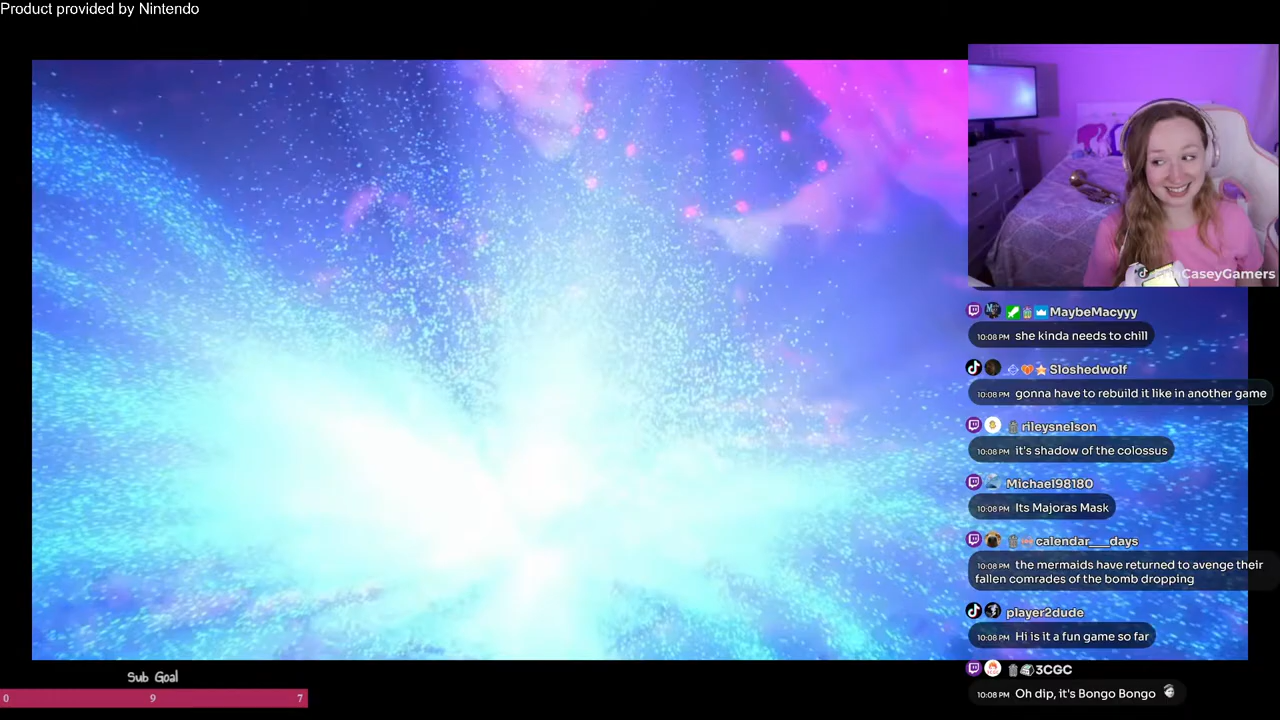 Product provided by Nintendo
CaseyGamers
MaybeMacyyy
10:08 PM she kinda needs to chill
Sloshedwolf
10:08 PM gonna have to rebuild it like in another game
rileysnelson
10:08 PM it's shadow of the colossus
Michael98180
10:08 PM Its Majoras Mask
calendar___days
10:08 PM the mermaids have returned to avenge their
fallen comrades of the bomb dropping
player2dude
10:08 PM Hi is it a fun game so far
3CGC
10:08 PM Oh dip, it's Bongo Bongo
Sub Goal
0 9 7